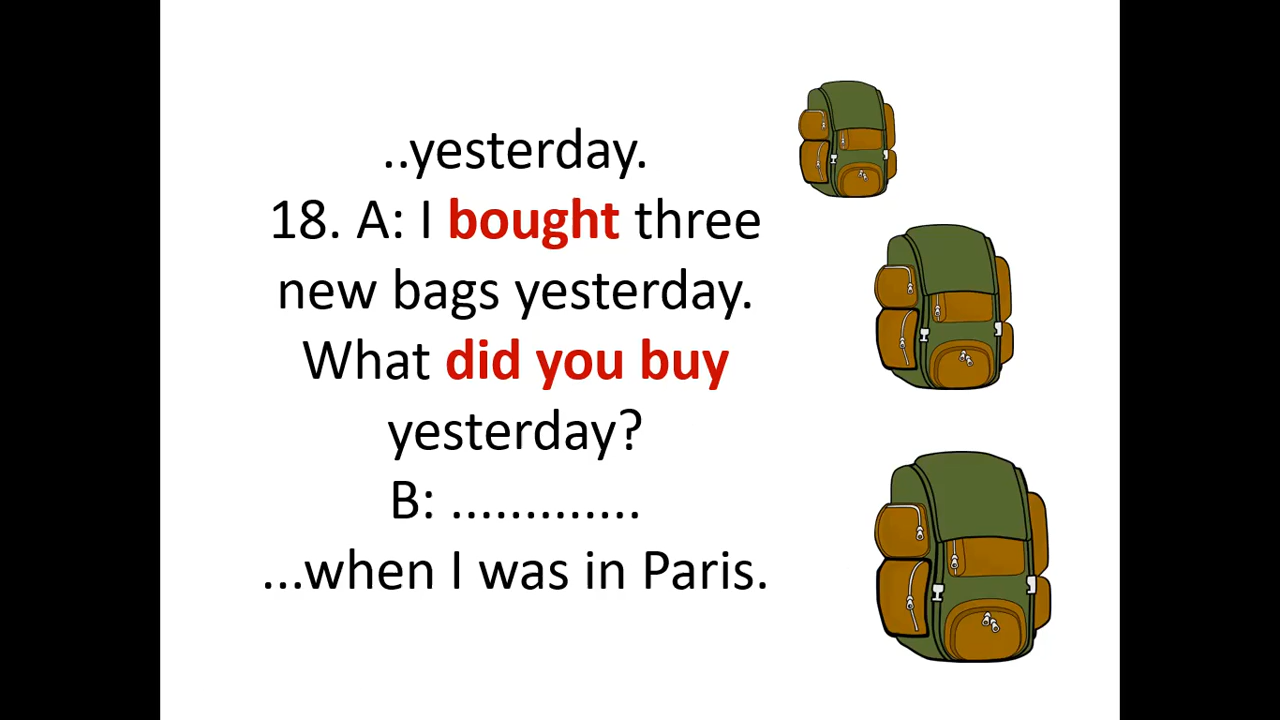 ..yesterday.
18. A: I bought three
new bags yesterday.
What did you buy
yesterday?
B: .............
...when I was in Paris.